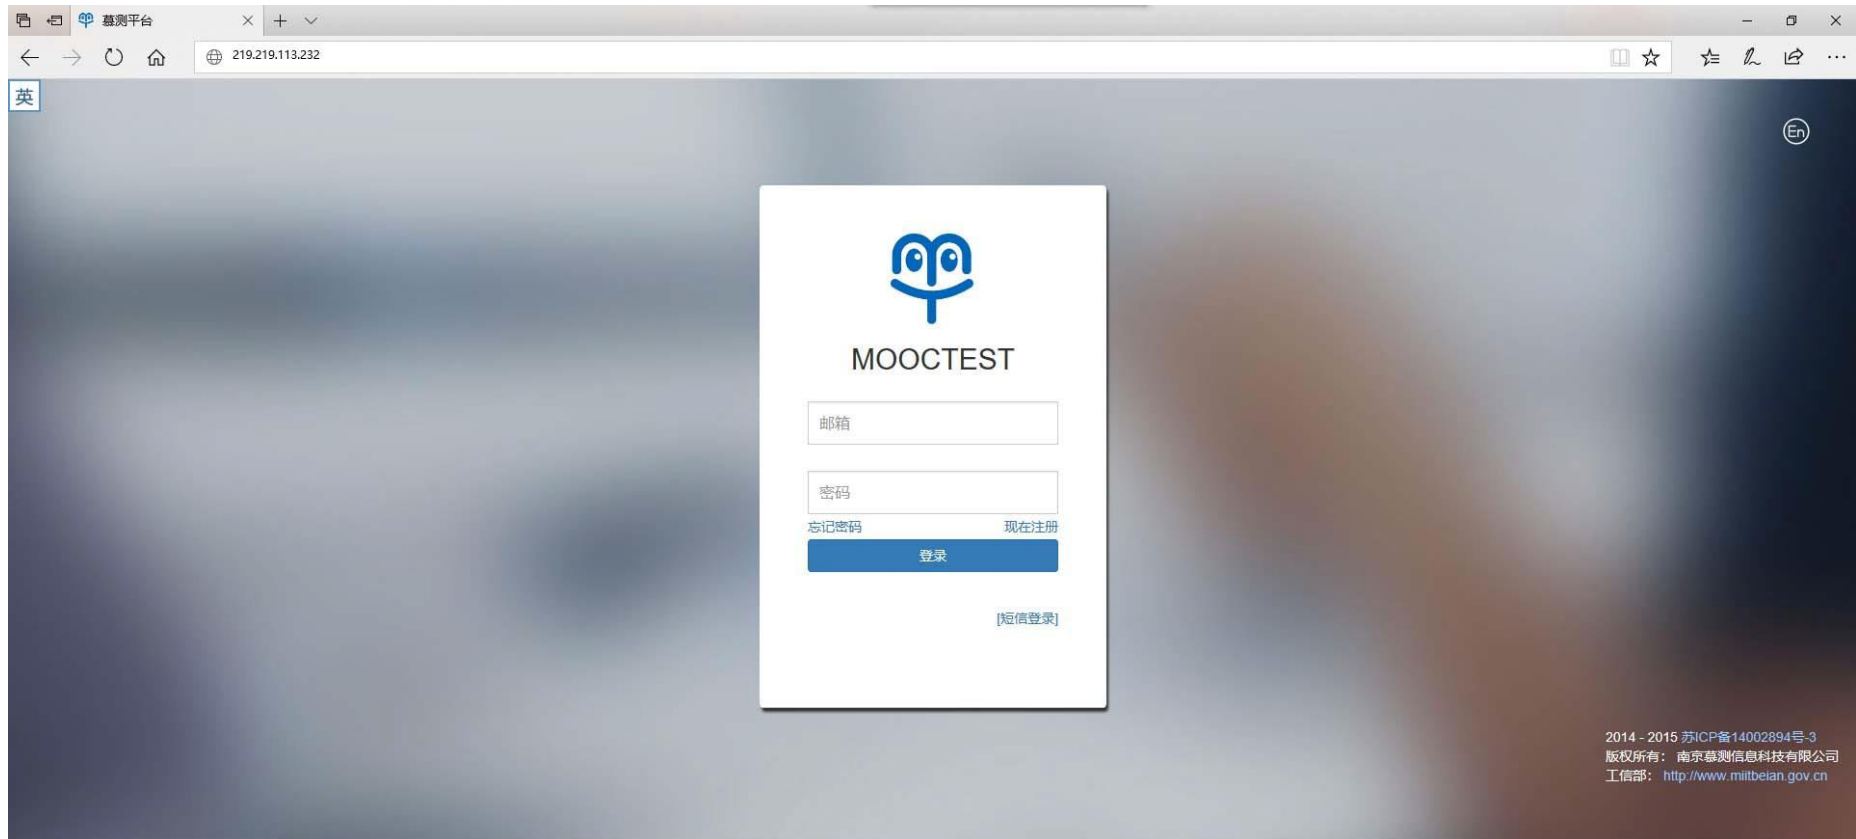 慕测平台
219.219.113.232
英
En
MOOCTEST
邮箱
密码
忘记密码 现在注册
登录
[短信登录]
2014 - 2015 苏ICP备14002894号-3
版权所有： 南京慕测信息科技有限公司
工信部： http://www.miitbeian.gov.cn